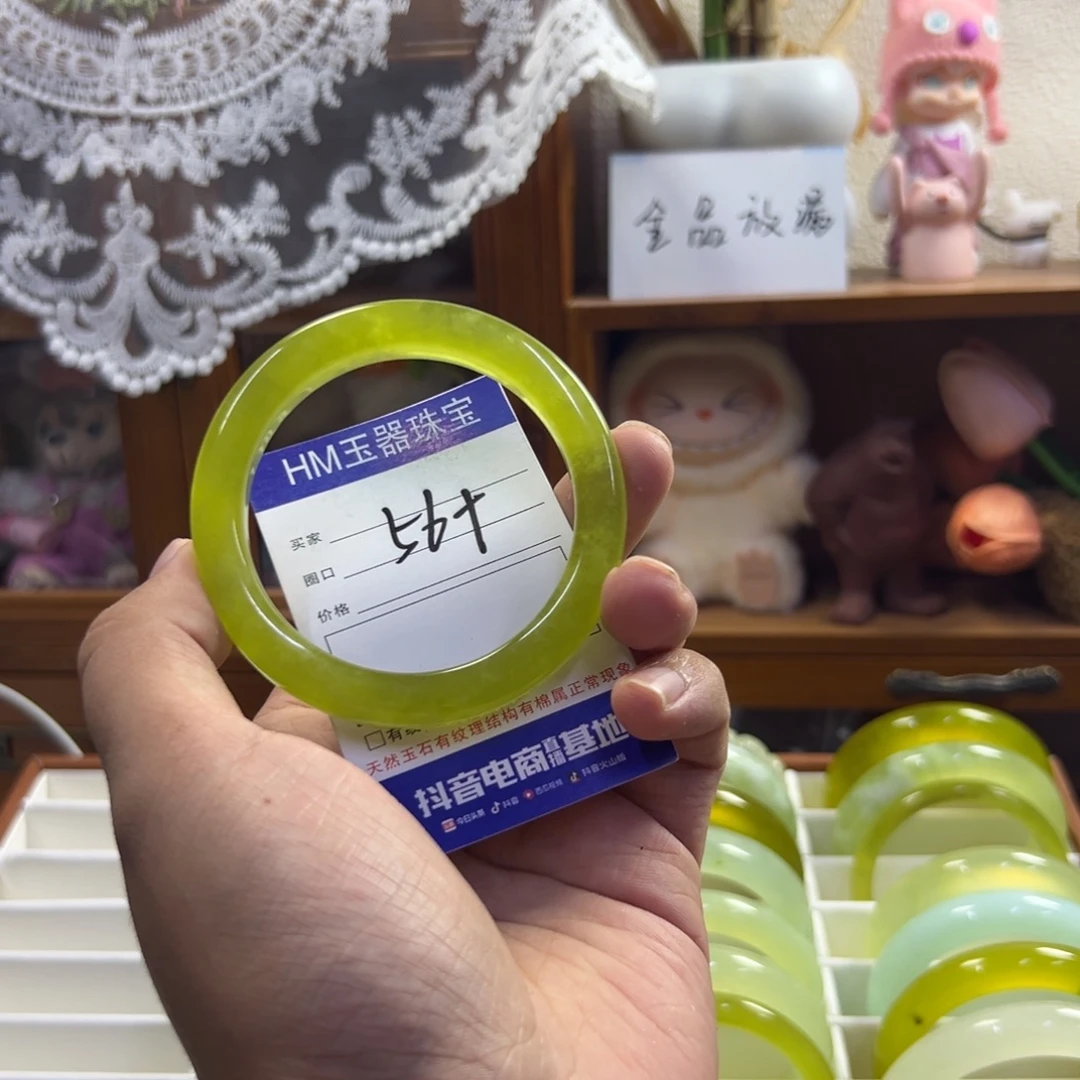 全品放漏
HM玉器珠宝
买家
56+
圈口
价格
天然玉石有纹理结构有棉属正常现象
抖音电商直播基地
今日头条 抖音 西瓜视频 抖音火山版